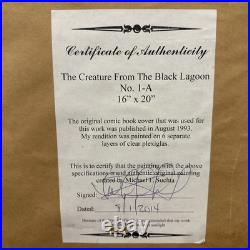 Certificate of Authenticity
The Creature From The Black Lagoon
No. 1-A
16” x 20”
The original comic book cover that was used for
this work was published in August 1993.
My rendition was painted on 6 separate
layers of clear plexiglas.
This is to certify that the painting with the above
specifications is an authentic original painting
created by Michael F. Suchta
Signed:
Dated: 9/1/2014